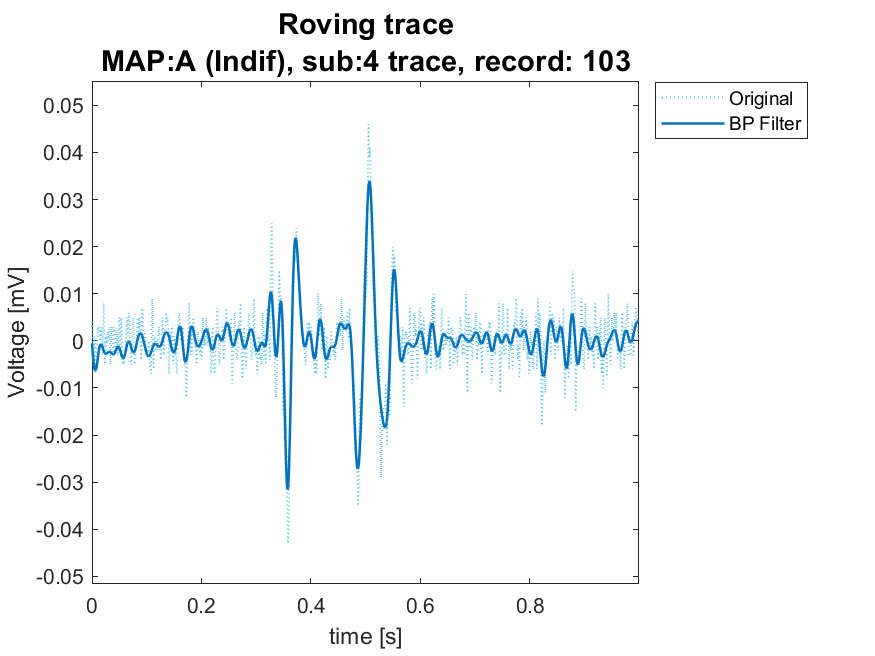 Roving trace
MAP:A (Indif), sub:4 trace, record: 103
Original
BP Filter
0.05
0.04
0.03
0.02
0.01
0
-0.01
-0.02
-0.03
-0.04
-0.05
Voltage [mV]
0 0.2 0.4 0.6 0.8
time [s]